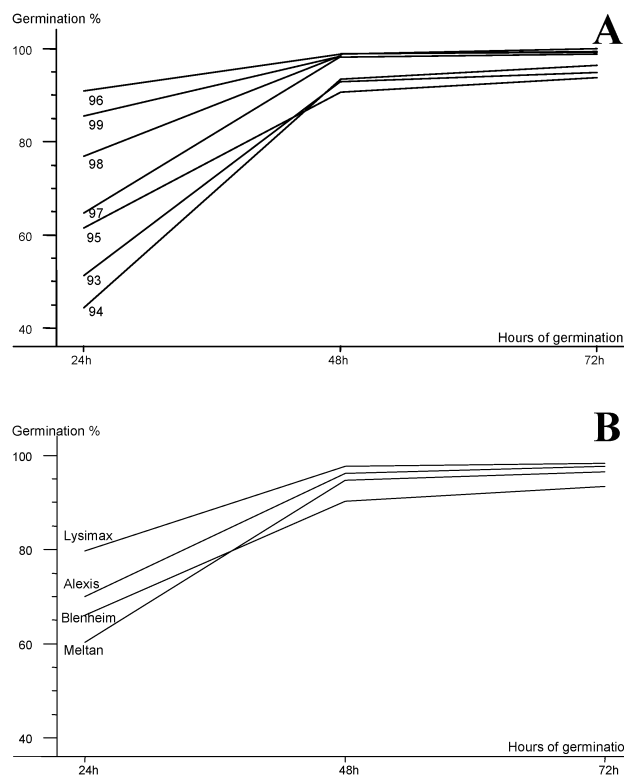 Germination %
A
100
96
99
80
98
97
60
95
93
94
40
Hours of germination
24h 48h 72h
Germination %
B
100
Lysimax
80
Alexis
Blenheim
60
Meltan
40
Hours of germinatio
24h 48h 72h